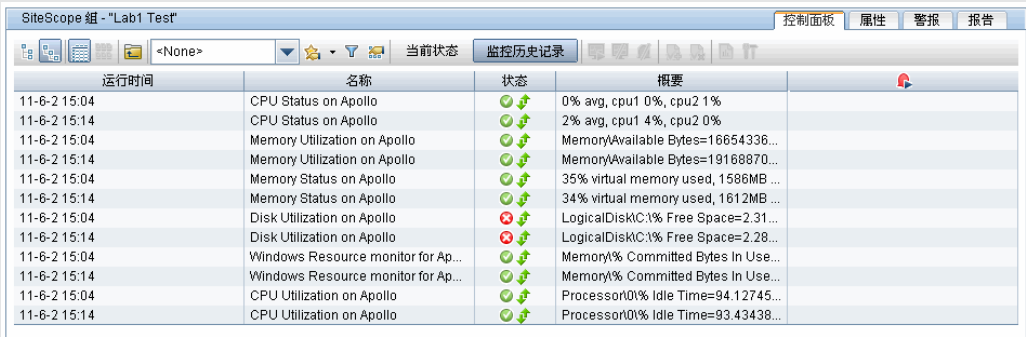 SiteScope 组 - "Lab1 Test" 控制面板 属性 警报 报告
<None> 当前状态 监控历史记录
运行时间 名称 状态 概要
11-6-2 15:04 CPU Status on Apollo 0% avg, cpu1 0%, cpu2 1%
11-6-2 15:14 CPU Status on Apollo 2% avg, cpu1 4%, cpu2 0%
11-6-2 15:04 Memory Utilization on Apollo Memory\Available Bytes=16654336...
11-6-2 15:14 Memory Utilization on Apollo Memory\Available Bytes=19168870...
11-6-2 15:04 Memory Status on Apollo 35% virtual memory used, 1586MB ...
11-6-2 15:14 Memory Status on Apollo 34% virtual memory used, 1612MB ...
11-6-2 15:04 Disk Utilization on Apollo LogicalDisk\C:\% Free Space=2.31...
11-6-2 15:14 Disk Utilization on Apollo LogicalDisk\C:\% Free Space=2.28...
11-6-2 15:04 Windows Resource monitor for Ap... Memory\% Committed Bytes In Use...
11-6-2 15:14 Windows Resource monitor for Ap... Memory\% Committed Bytes In Use...
11-6-2 15:04 CPU Utilization on Apollo Processor\0\% Idle Time=94.12745...
11-6-2 15:14 CPU Utilization on Apollo Processor\0\% Idle Time=93.43438...